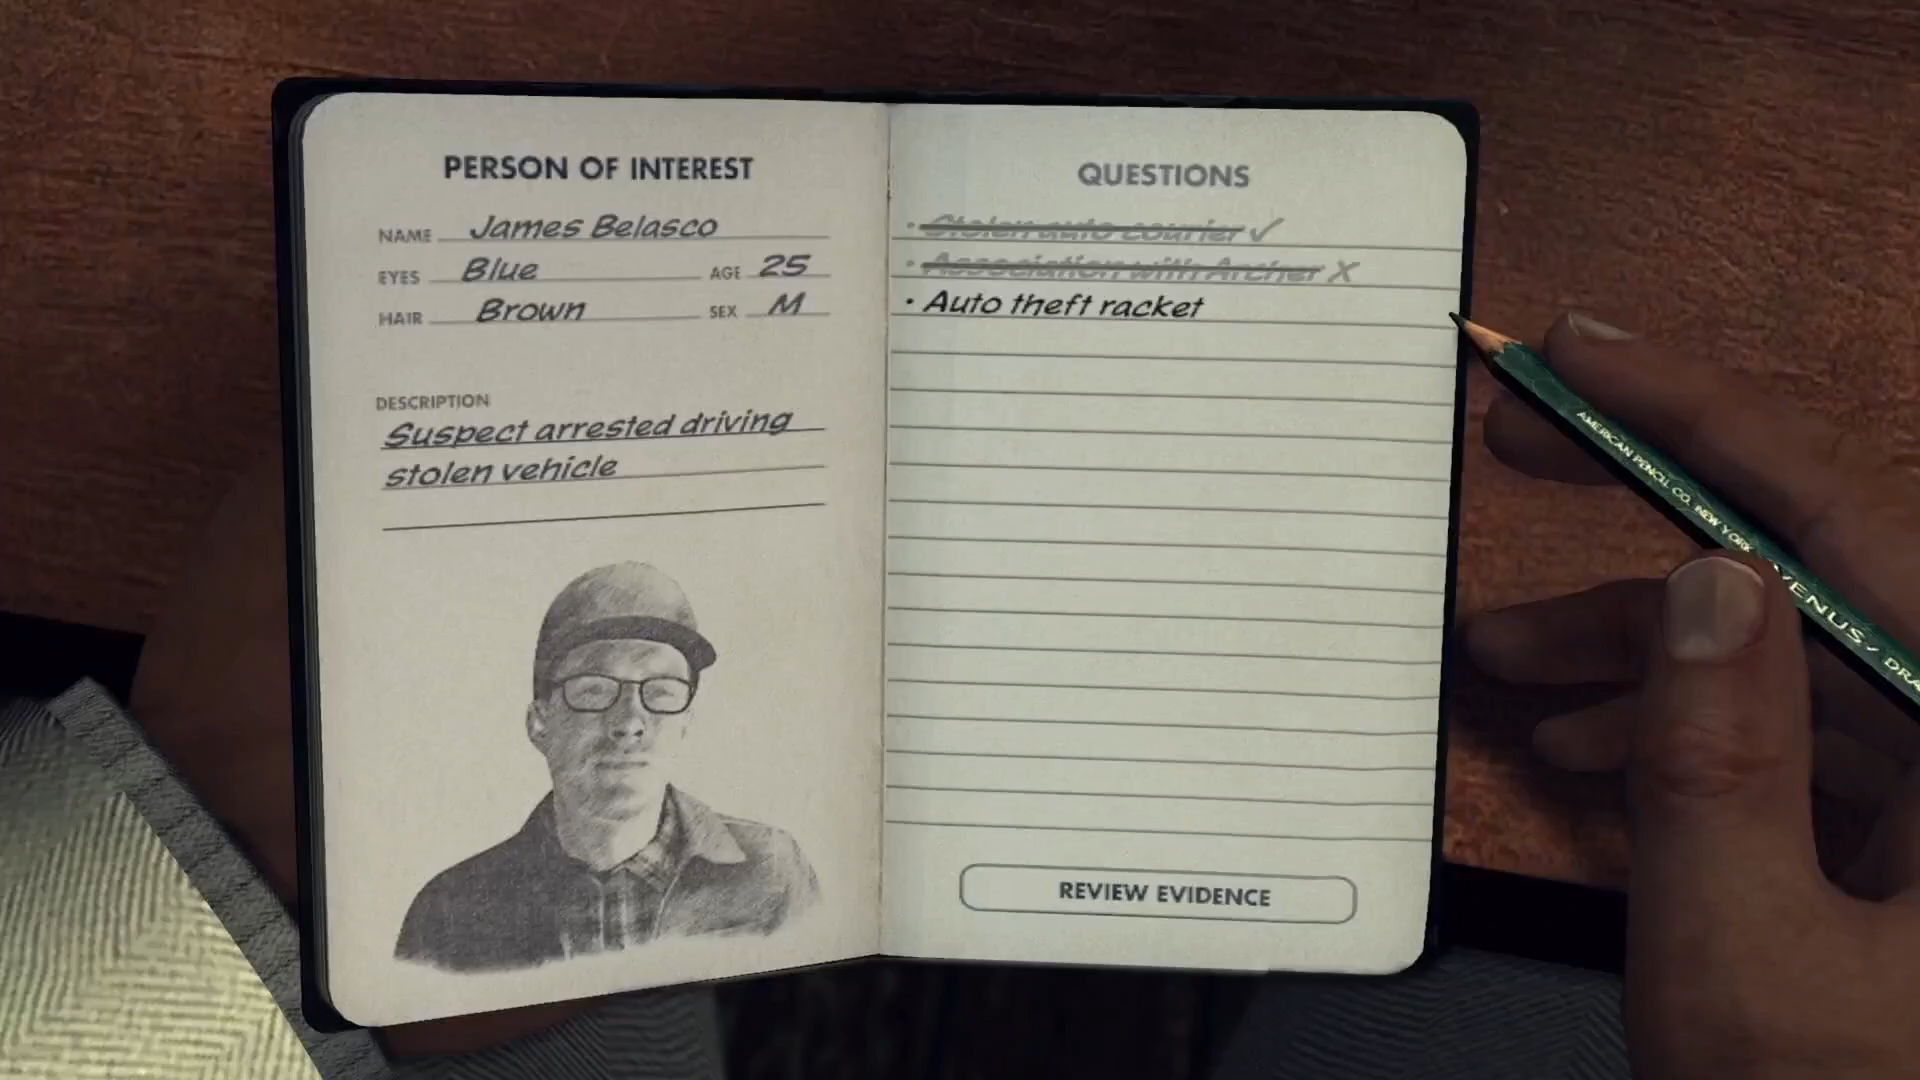 PERSON OF INTEREST
NAME James Belasco
EYES Blue AGE 25
HAIR Brown SEX M
DESCRIPTION
Suspect arrested driving
stolen vehicle
QUESTIONS
· Stolen auto courier ✓
· Association with Archer X
· Auto theft racket
REVIEW EVIDENCE
AMERICAN PENCIL CO. NEW YORK VENUS